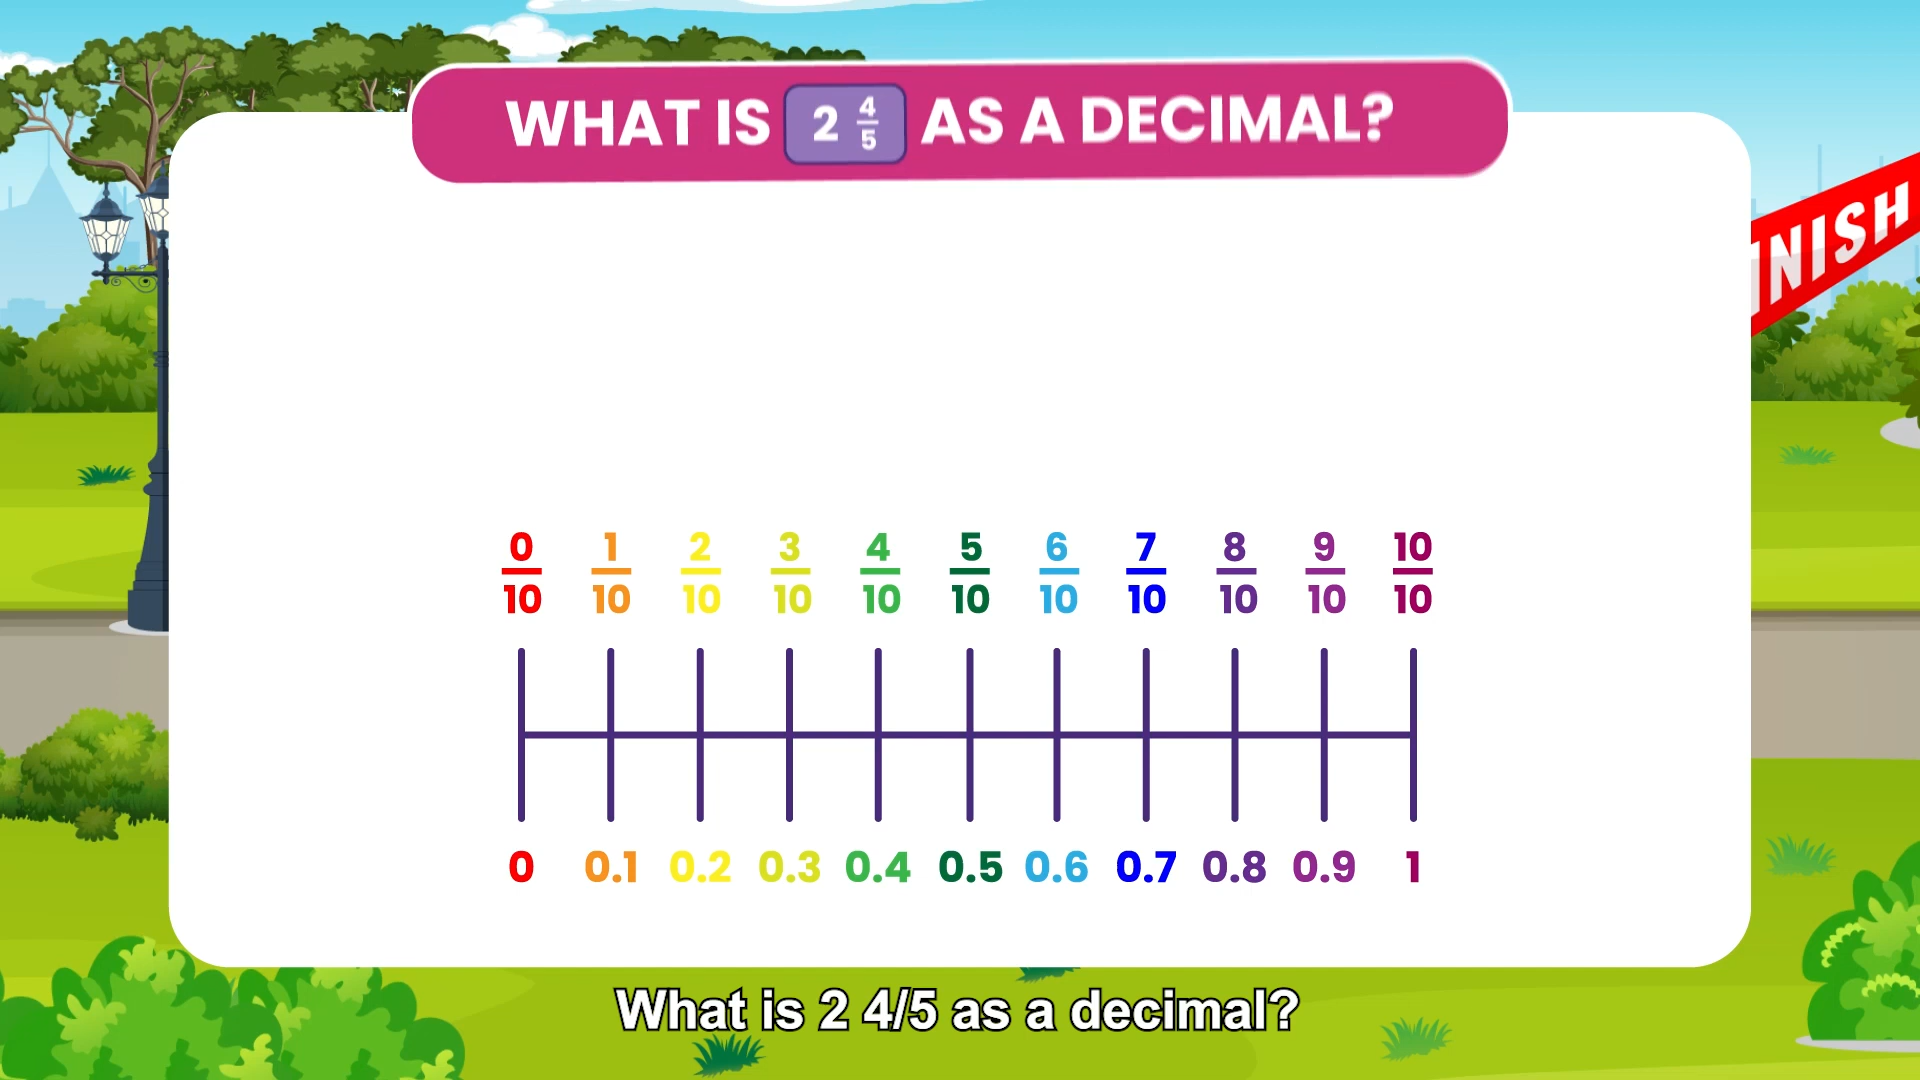 WHAT IS 2 4/5 AS A DECIMAL?
INISH
0/10 1/10 2/10 3/10 4/10 5/10 6/10 7/10 8/10 9/10 10/10
0 0.1 0.2 0.3 0.4 0.5 0.6 0.7 0.8 0.9 1
What is 2 4/5 as a decimal?